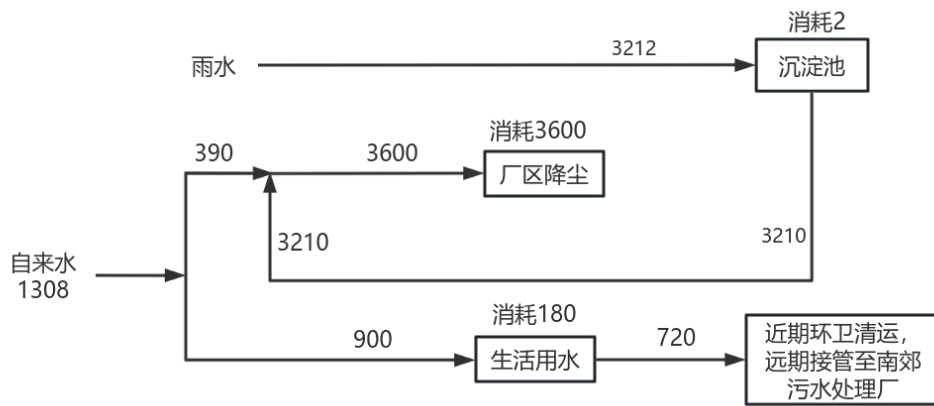 消耗2
3212
雨水
沉淀池
消耗3600
390
3600
厂区降尘
3210
3210
自来水
1308
消耗180
900
720
生活用水
近期环卫清运，
远期接管至南郊
污水处理厂